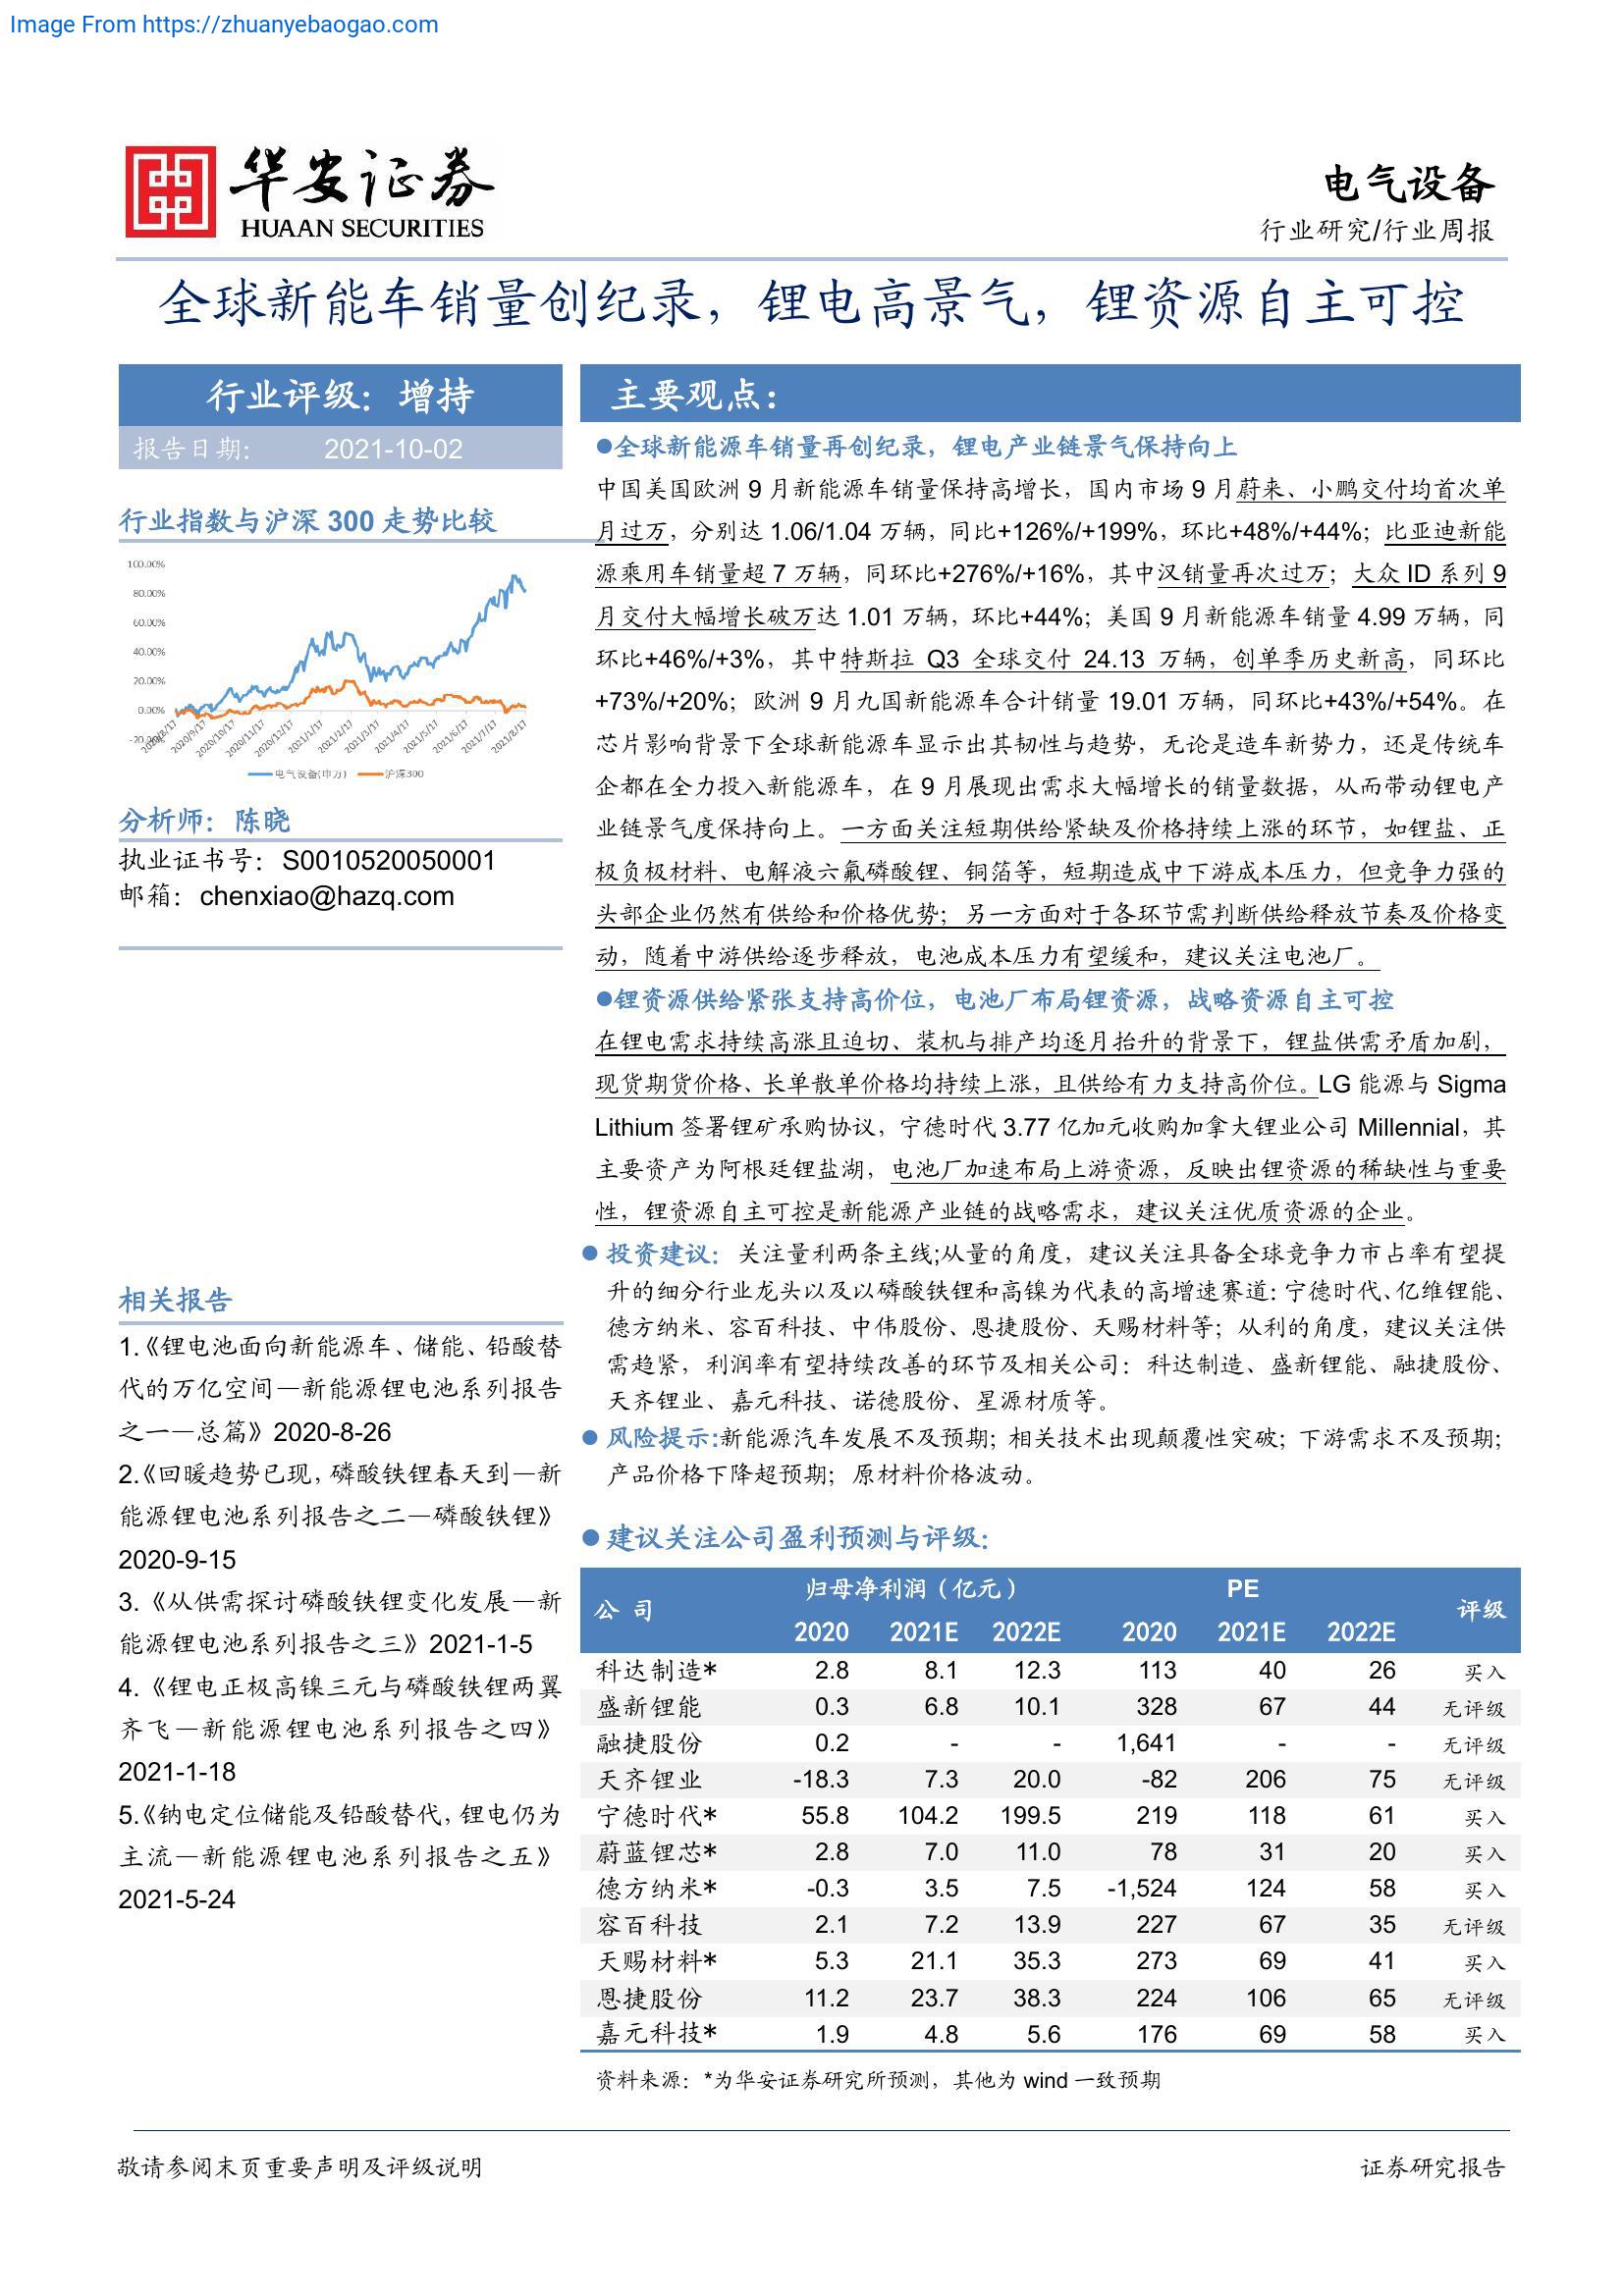 Image From https://zhuanyebaogao.com
华安证券
HUAAN SECURITIES
电气设备
行业研究/行业周报
全球新能车销量创纪录，锂电高景气，锂资源自主可控
行业评级：增持
报告日期： 2021-10-02
行业指数与沪深 300 走势比较
100.00%
80.00%
60.00%
40.00%
20.00%
0.00%
-20.00%
2020/8/17
2020/9/17
2020/10/17
2020/11/17
2020/12/17
2021/1/17
2021/2/17
2021/3/17
2021/4/17
2021/5/17
2021/6/17
2021/7/17
2021/8/17
电气设备(申万) 沪深300
分析师：陈晓
执业证书号：S0010520050001
邮箱：chenxiao@hazq.com
相关报告
1.《锂电池面向新能源车、储能、铅酸替
代的万亿空间—新能源锂电池系列报告
之一—总篇》2020-8-26
2.《回暖趋势已现，磷酸铁锂春天到—新
能源锂电池系列报告之二—磷酸铁锂》
2020-9-15
3.《从供需探讨磷酸铁锂变化发展—新
能源锂电池系列报告之三》2021-1-5
4.《锂电正极高镍三元与磷酸铁锂两翼
齐飞—新能源锂电池系列报告之四》
2021-1-18
5.《钠电定位储能及铅酸替代，锂电仍为
主流—新能源锂电池系列报告之五》
2021-5-24
主要观点：
●全球新能源车销量再创纪录，锂电产业链景气保持向上
中国美国欧洲 9 月新能源车销量保持高增长，国内市场 9 月蔚来、小鹏交付均首次单
月过万，分别达 1.06/1.04 万辆，同比+126%/+199%，环比+48%/+44%；比亚迪新能
源乘用车销量超 7 万辆，同环比+276%/+16%，其中汉销量再次过万；大众 ID 系列 9
月交付大幅增长破万达 1.01 万辆，环比+44%；美国 9 月新能源车销量 4.99 万辆，同
环比+46%/+3%，其中特斯拉 Q3 全球交付 24.13 万辆，创单季历史新高，同环比
+73%/+20%；欧洲 9 月九国新能源车合计销量 19.01 万辆，同环比+43%/+54%。在
芯片影响背景下全球新能源车显示出其韧性与趋势，无论是造车新势力，还是传统车
企都在全力投入新能源车，在 9 月展现出需求大幅增长的销量数据，从而带动锂电产
业链景气度保持向上。一方面关注短期供给紧缺及价格持续上涨的环节，如锂盐、正
极负极材料、电解液六氟磷酸锂、铜箔等，短期造成中下游成本压力，但竞争力强的
头部企业仍然有供给和价格优势；另一方面对于各环节需判断供给释放节奏及价格变
动，随着中游供给逐步释放，电池成本压力有望缓和，建议关注电池厂。
●锂资源供给紧张支持高价位，电池厂布局锂资源，战略资源自主可控
在锂电需求持续高涨且迫切、装机与排产均逐月抬升的背景下，锂盐供需矛盾加剧，
现货期货价格、长单散单价格均持续上涨，且供给有力支持高价位。LG 能源与 Sigma
Lithium 签署锂矿承购协议，宁德时代 3.77 亿加元收购加拿大锂业公司 Millennial，其
主要资产为阿根廷锂盐湖，电池厂加速布局上游资源，反映出锂资源的稀缺性与重要
性，锂资源自主可控是新能源产业链的战略需求，建议关注优质资源的企业。
● 投资建议：关注量利两条主线;从量的角度，建议关注具备全球竞争力市占率有望提
升的细分行业龙头以及以磷酸铁锂和高镍为代表的高增速赛道：宁德时代、亿维锂能、
德方纳米、容百科技、中伟股份、恩捷股份、天赐材料等；从利的角度，建议关注供
需趋紧，利润率有望持续改善的环节及相关公司：科达制造、盛新锂能、融捷股份、
天齐锂业、嘉元科技、诺德股份、星源材质等。
● 风险提示:新能源汽车发展不及预期；相关技术出现颠覆性突破；下游需求不及预期；
产品价格下降超预期；原材料价格波动。
● 建议关注公司盈利预测与评级：
公 司 归母净利润（亿元） PE 评级
2020 2021E 2022E 2020 2021E 2022E
科达制造* 2.8 8.1 12.3 113 40 26 买入
盛新锂能 0.3 6.8 10.1 328 67 44 无评级
融捷股份 0.2 - - 1,641 - - 无评级
天齐锂业 -18.3 7.3 20.0 -82 206 75 无评级
宁德时代* 55.8 104.2 199.5 219 118 61 买入
蔚蓝锂芯* 2.8 7.0 11.0 78 31 20 买入
德方纳米* -0.3 3.5 7.5 -1,524 124 58 买入
容百科技 2.1 7.2 13.9 227 67 35 无评级
天赐材料* 5.3 21.1 35.3 273 69 41 买入
恩捷股份 11.2 23.7 38.3 224 106 65 无评级
嘉元科技* 1.9 4.8 5.6 176 69 58 买入
资料来源：*为华安证券研究所预测，其他为 wind 一致预期
敬请参阅末页重要声明及评级说明
证券研究报告